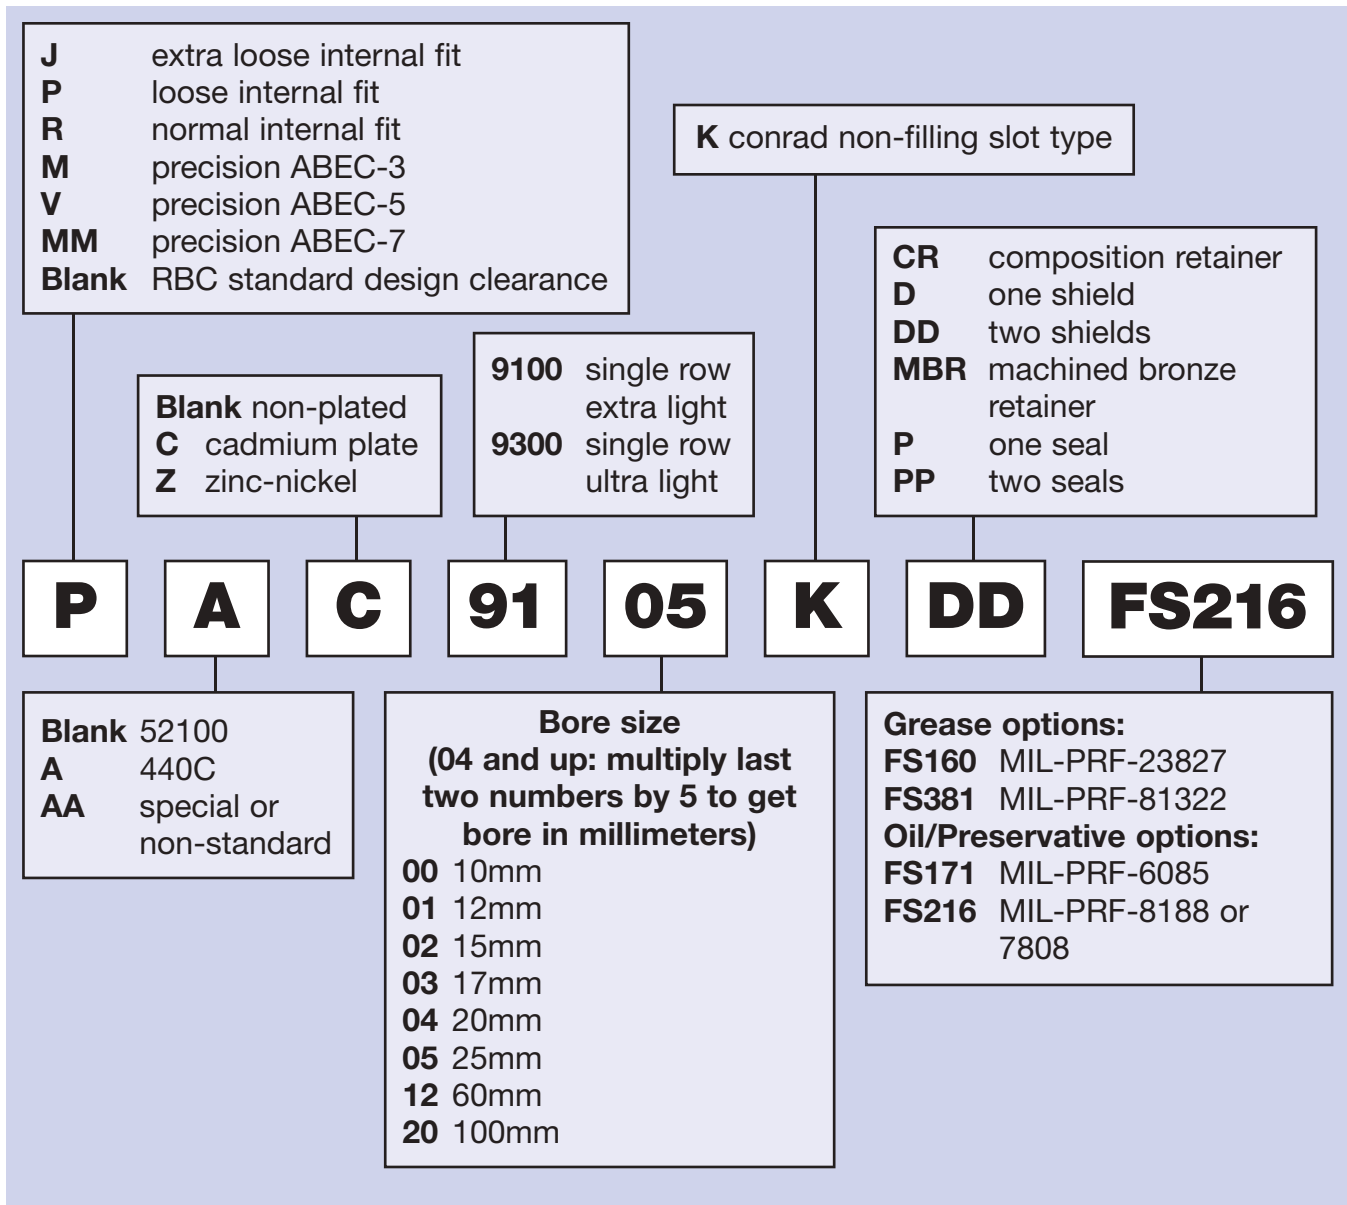 J extra loose internal fit
P loose internal fit
R normal internal fit
M precision ABEC-3
V precision ABEC-5
MM precision ABEC-7
Blank RBC standard design clearance
K conrad non-filling slot type
CR composition retainer
D one shield
DD two shields
MBR machined bronze
retainer
P one seal
PP two seals
9100 single row
extra light
9300 single row
ultra light
Blank non-plated
C cadmium plate
Z zinc-nickel
P A C 91 05 K DD FS216
Blank 52100
A 440C
AA special or
non-standard
Bore size
(04 and up: multiply last
two numbers by 5 to get
bore in millimeters)
00 10mm
01 12mm
02 15mm
03 17mm
04 20mm
05 25mm
12 60mm
20 100mm
Grease options:
FS160 MIL-PRF-23827
FS381 MIL-PRF-81322
Oil/Preservative options:
FS171 MIL-PRF-6085
FS216 MIL-PRF-8188 or
7808